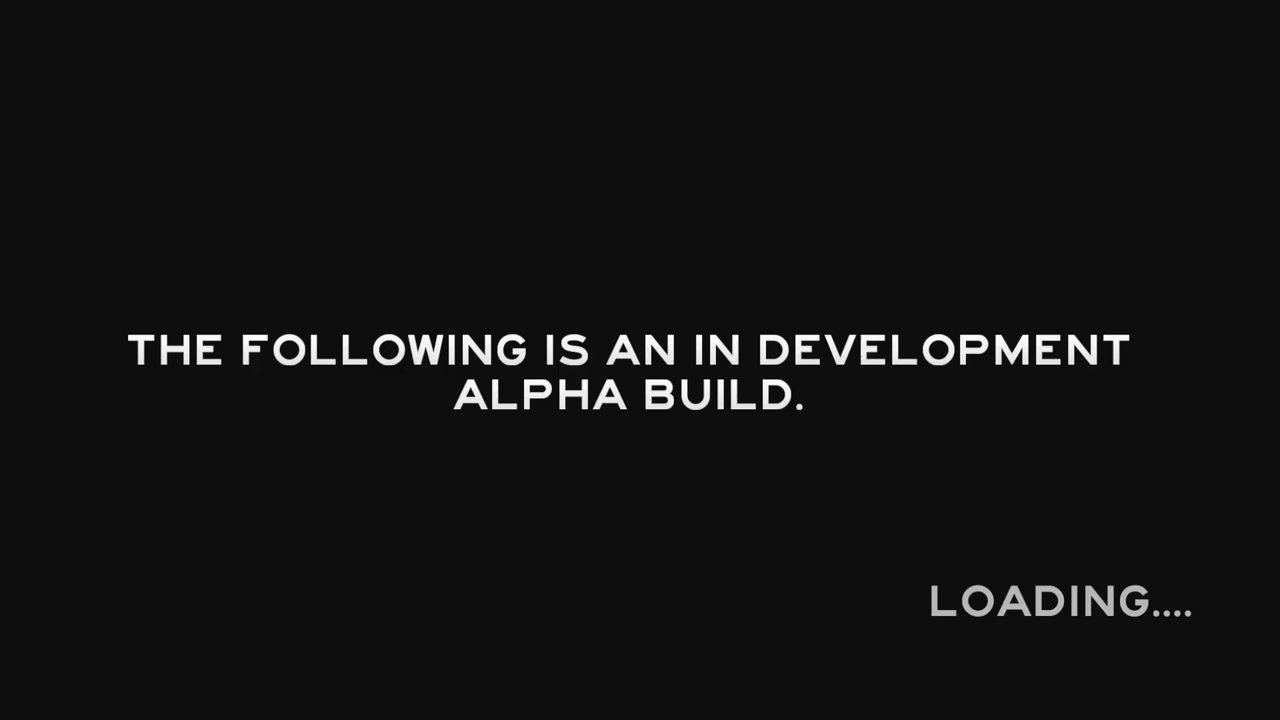 THE FOLLOWING IS AN IN DEVELOPMENT
ALPHA BUILD.
LOADING....